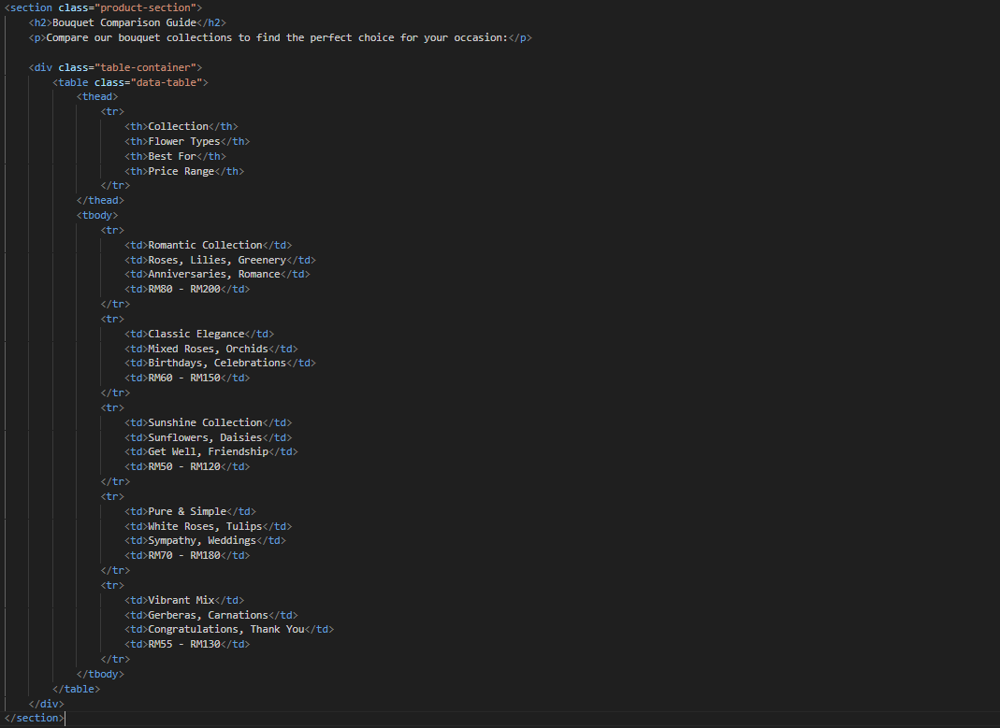 <section class="product-section">
<h2>Bouquet Comparison Guide</h2>
<p>Compare our bouquet collections to find the perfect choice for your occasion:</p>
<div class="table-container">
<table class="data-table">
<thead>
<tr>
<th>Collection</th>
<th>Flower Types</th>
<th>Best For</th>
<th>Price Range</th>
</tr>
</thead>
<tbody>
<tr>
<td>Romantic Collection</td>
<td>Roses, Lilies, Greenery</td>
<td>Anniversaries, Romance</td>
<td>RM80 - RM200</td>
</tr>
<tr>
<td>Classic Elegance</td>
<td>Mixed Roses, Orchids</td>
<td>Birthdays, Celebrations</td>
<td>RM60 - RM150</td>
</tr>
<tr>
<td>Sunshine Collection</td>
<td>Sunflowers, Daisies</td>
<td>Get Well, Friendship</td>
<td>RM50 - RM120</td>
</tr>
<tr>
<td>Pure & Simple</td>
<td>White Roses, Tulips</td>
<td>Sympathy, Weddings</td>
<td>RM70 - RM180</td>
</tr>
<tr>
<td>Vibrant Mix</td>
<td>Gerberas, Carnations</td>
<td>Congratulations, Thank You</td>
<td>RM55 - RM130</td>
</tr>
</tbody>
</table>
</div>
</section>